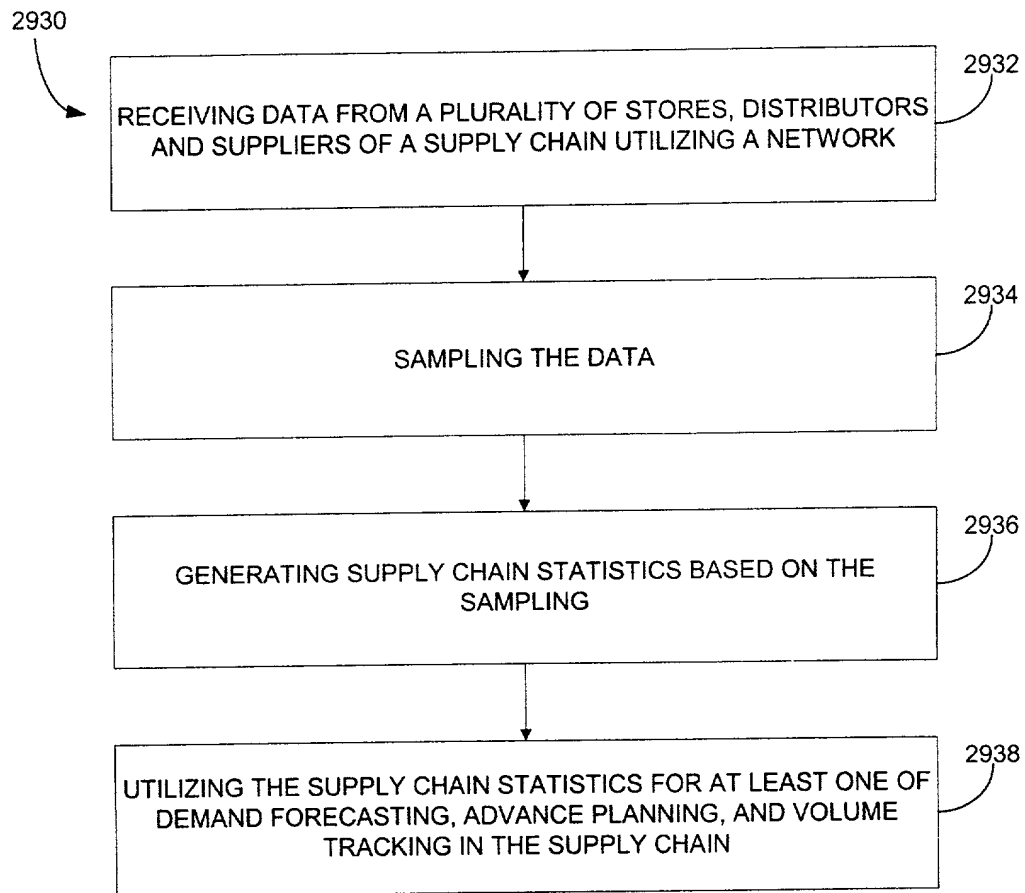 2930
2932
RECEIVING DATA FROM A PLURALITY OF STORES, DISTRIBUTORS
AND SUPPLIERS OF A SUPPLY CHAIN UTILIZING A NETWORK
2934
SAMPLING THE DATA
2936
GENERATING SUPPLY CHAIN STATISTICS BASED ON THE
SAMPLING
2938
UTILIZING THE SUPPLY CHAIN STATISTICS FOR AT LEAST ONE OF
DEMAND FORECASTING, ADVANCE PLANNING, AND VOLUME
TRACKING IN THE SUPPLY CHAIN